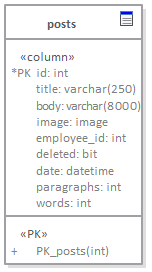 posts
«column»
*PK id: int
title: varchar(250)
body: varchar(8000)
image: image
employee_id: int
deleted: bit
date: datetime
paragraphs: int
words: int
«PK»
+ PK_posts(int)